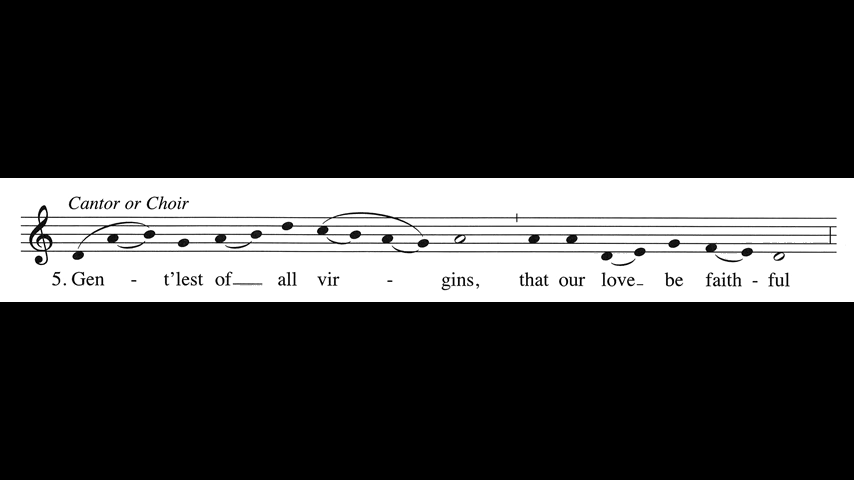 Cantor or Choir
5. Gen - t'lest of all vir - gins, that our love be faith - ful